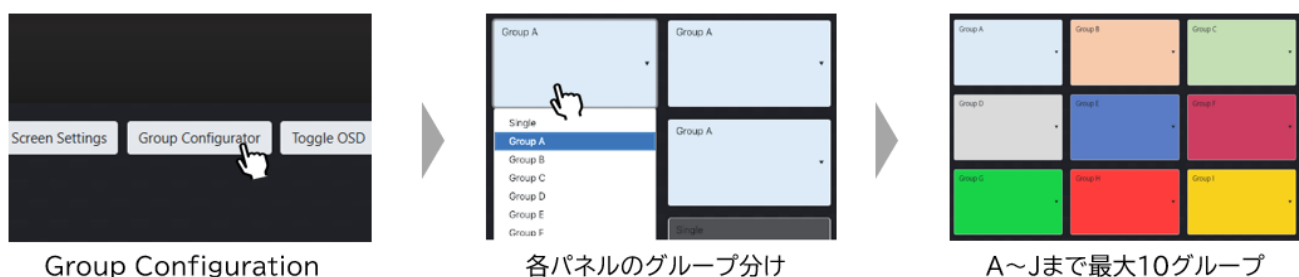 Screen Settings
Group Configurator
Toggle OSD
Group Configuration
Group A
Group A
Single
Group A
Group B
Group C
Group D
Group E
Group F
Group A
Single
各パネルのグループ分け
Group A
Group B
Group C
Group D
Group E
Group F
Group G
Group H
Group I
A～Jまで最大10グループ